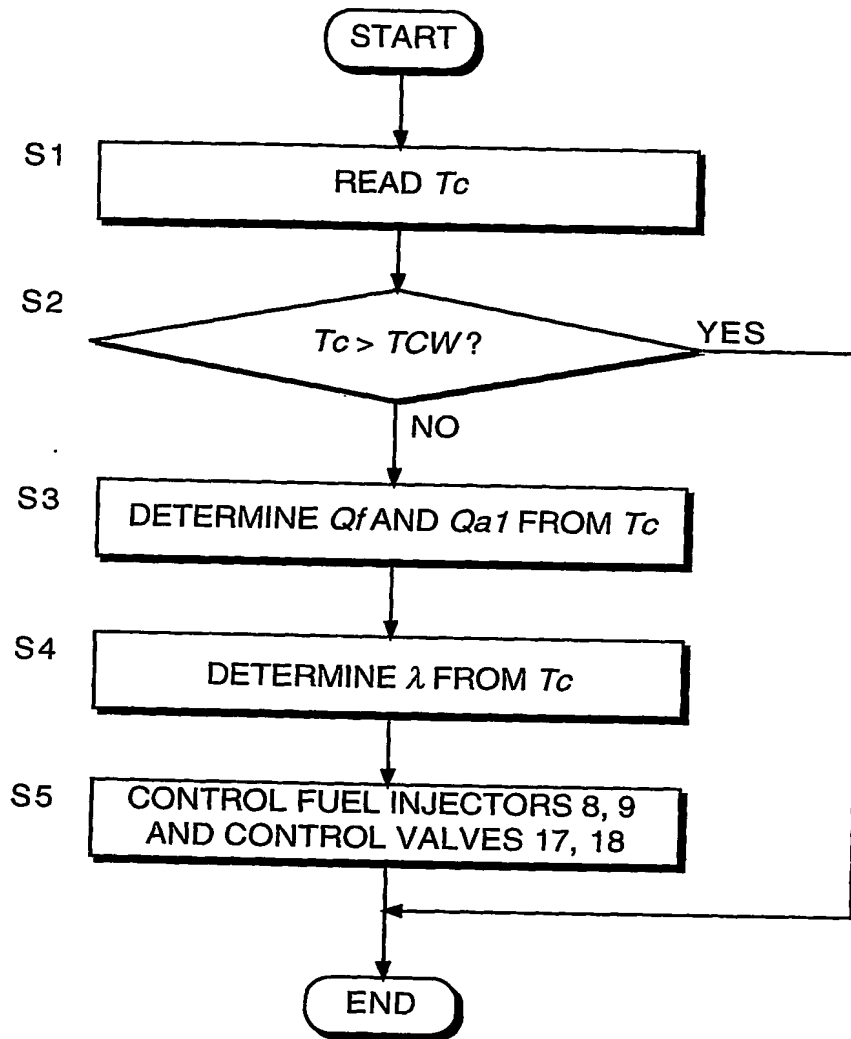 START
S1
READ Tc
S2
Tc > TCW ?
YES
NO
S3
DETERMINE Qf AND Qa1 FROM Tc
S4
DETERMINE λ FROM Tc
S5
CONTROL FUEL INJECTORS 8, 9
AND CONTROL VALVES 17, 18
END